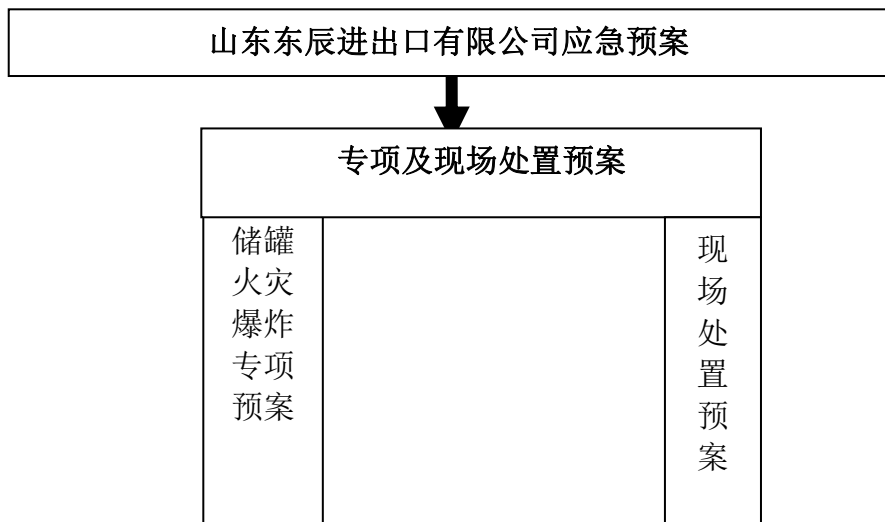 山东东辰进出口有限公司应急预案
专项及现场处置预案
储罐
火灾
爆炸
专项
预案
现
场
处
置
预
案